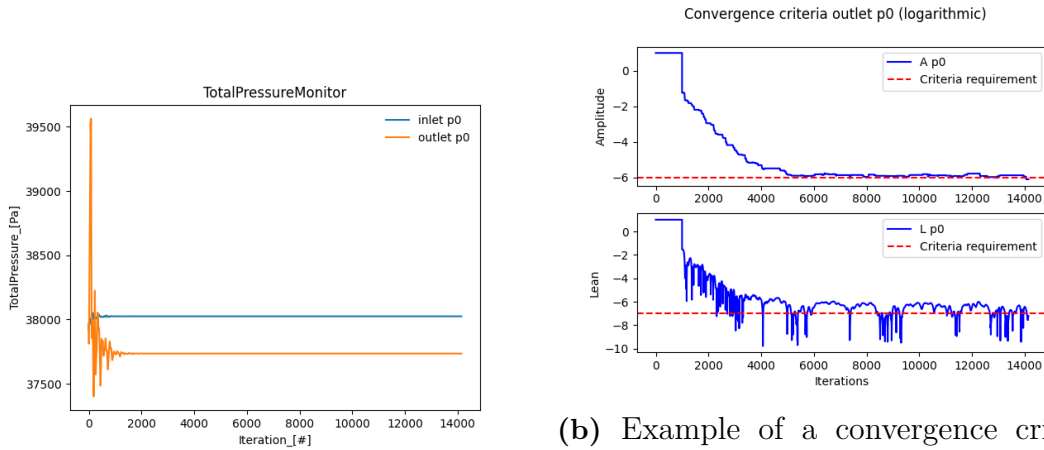 TotalPressureMonitor
39500
39000
38500
38000
37500
TotalPressure_[Pa]
inlet p0
outlet p0
0 2000 4000 6000 8000 10000 12000 14000
Iteration_[#]
Convergence criteria outlet p0 (logarithmic)
0
−2
−4
−6
Amplitude
A p0
Criteria requirement
0 2000 4000 6000 8000 10000 12000 14000
0
−2
−4
−6
−8
−10
Lean
L p0
Criteria requirement
0 2000 4000 6000 8000 10000 12000 14000
Iterations
(b) Example of a convergence cri